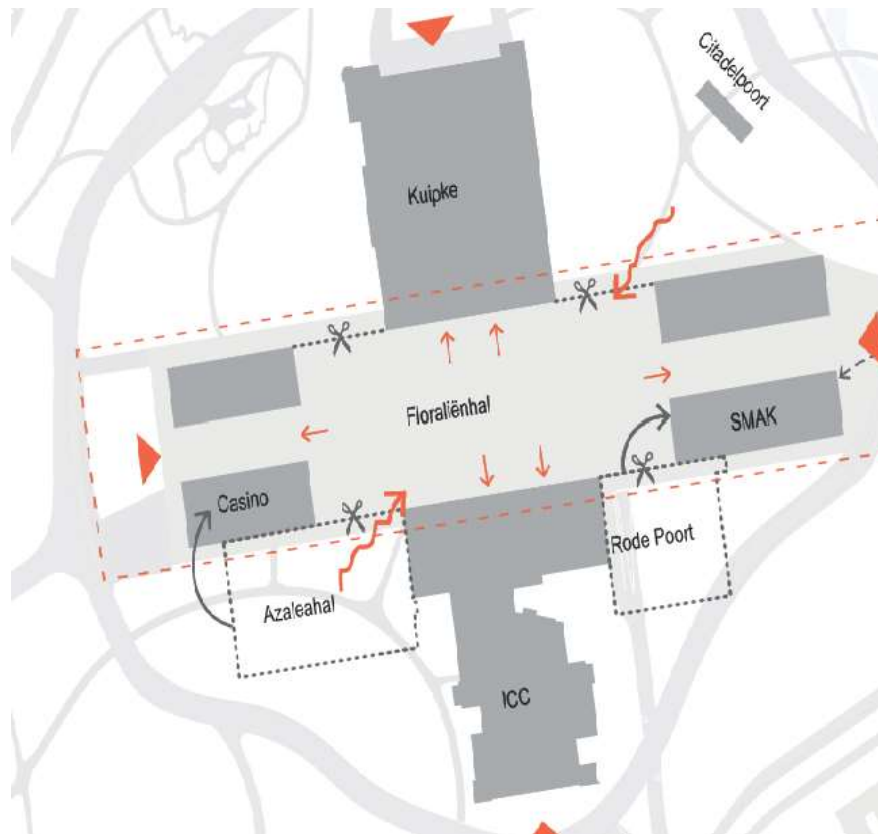 Citadelpoort
Kuipke
Floraliënhal
SMAK
Casino
Rode Poort
Azaleahal
ICC